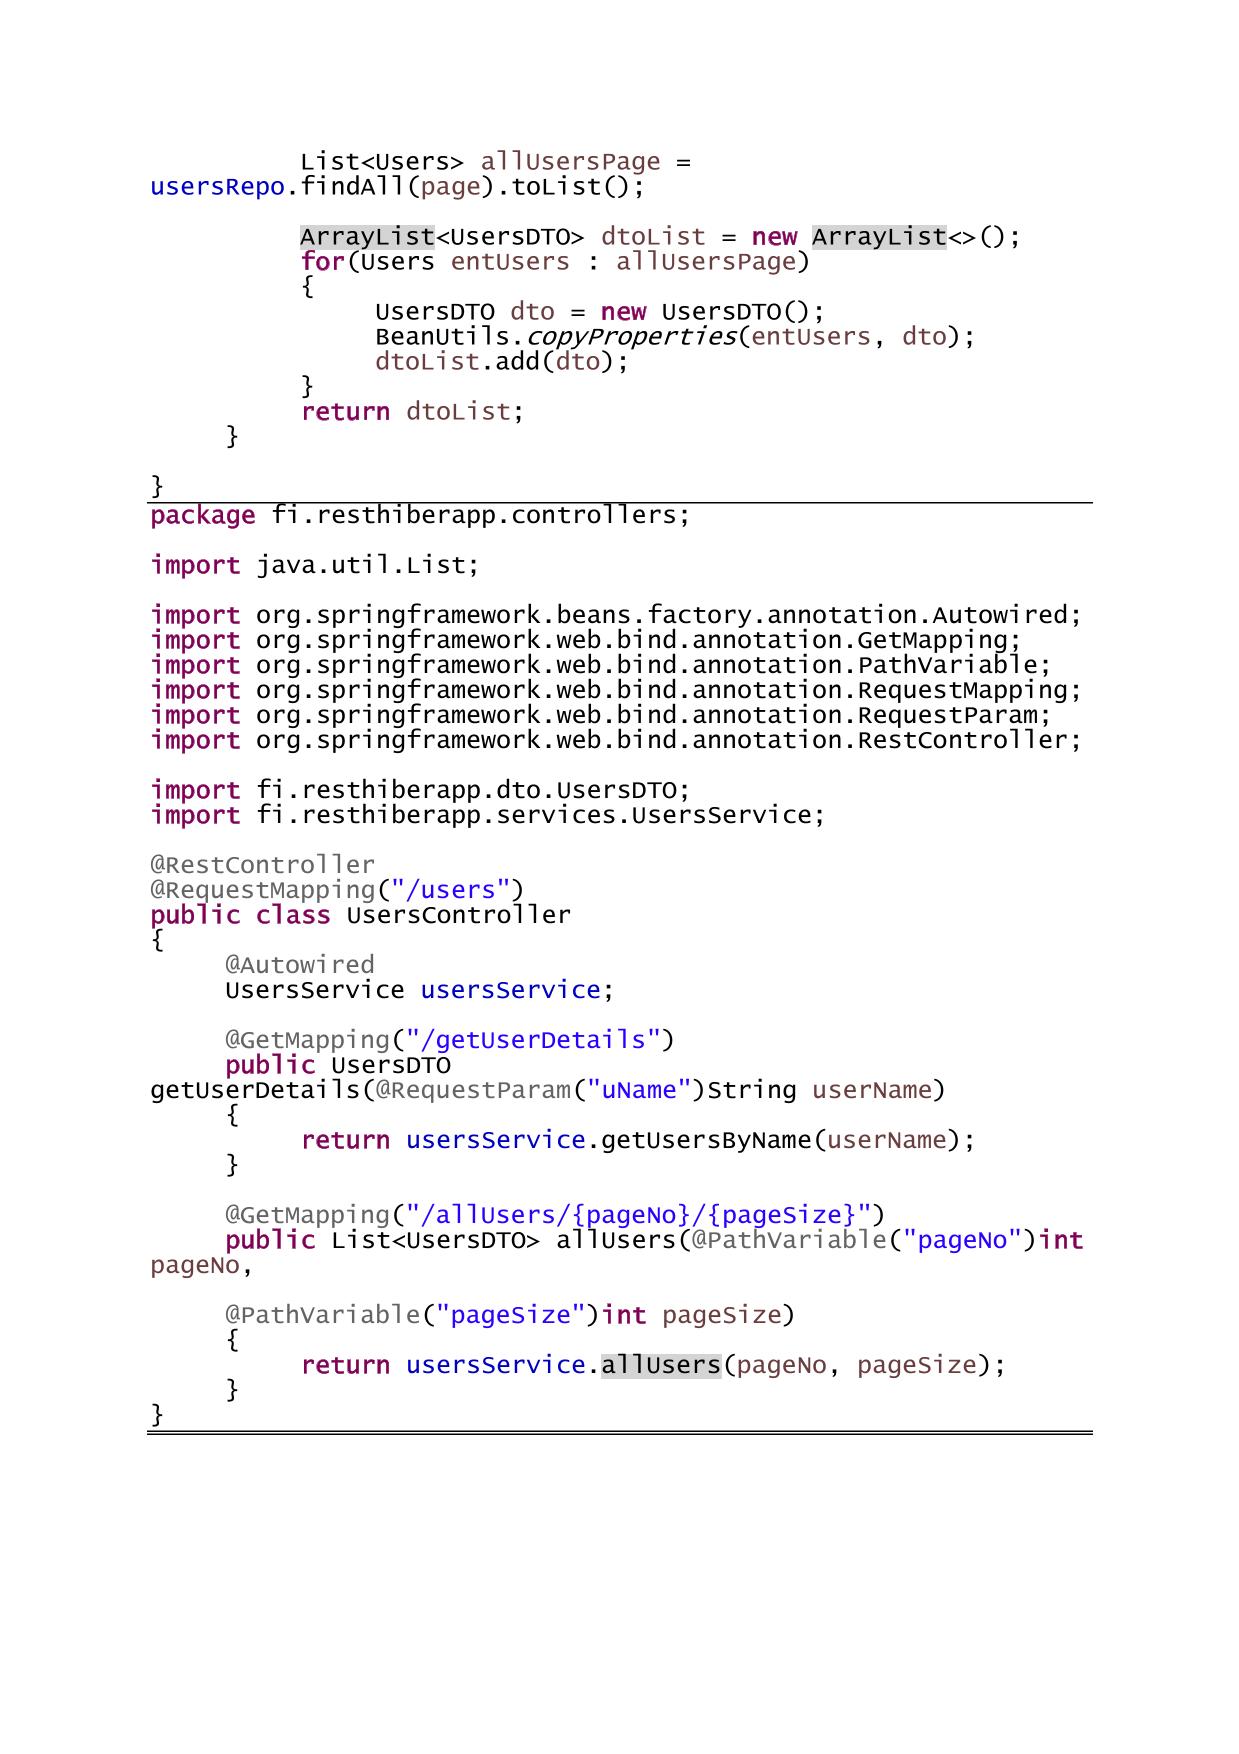 List<Users> allUsersPage =
usersRepo.findAll(page).toList();
ArrayList<UsersDTO> dtoList = new ArrayList<>();
for(Users entUsers : allUsersPage)
{
UsersDTO dto = new UsersDTO();
BeanUtils.copyProperties(entUsers, dto);
dtoList.add(dto);
}
return dtoList;
}
}
package fi.resthiberapp.controllers;
import java.util.List;
import org.springframework.beans.factory.annotation.Autowired;
import org.springframework.web.bind.annotation.GetMapping;
import org.springframework.web.bind.annotation.PathVariable;
import org.springframework.web.bind.annotation.RequestMapping;
import org.springframework.web.bind.annotation.RequestParam;
import org.springframework.web.bind.annotation.RestController;
import fi.resthiberapp.dto.UsersDTO;
import fi.resthiberapp.services.UsersService;
@RestController
@RequestMapping("/users")
public class UsersController
{
@Autowired
UsersService usersService;
@GetMapping("/getUserDetails")
public UsersDTO
getUserDetails(@RequestParam("uName")String userName)
{
return usersService.getUsersByName(userName);
}
@GetMapping("/allUsers/{pageNo}/{pageSize}")
public List<UsersDTO> allUsers(@PathVariable("pageNo")int
pageNo,
@PathVariable("pageSize")int pageSize)
{
return usersService.allUsers(pageNo, pageSize);
}
}